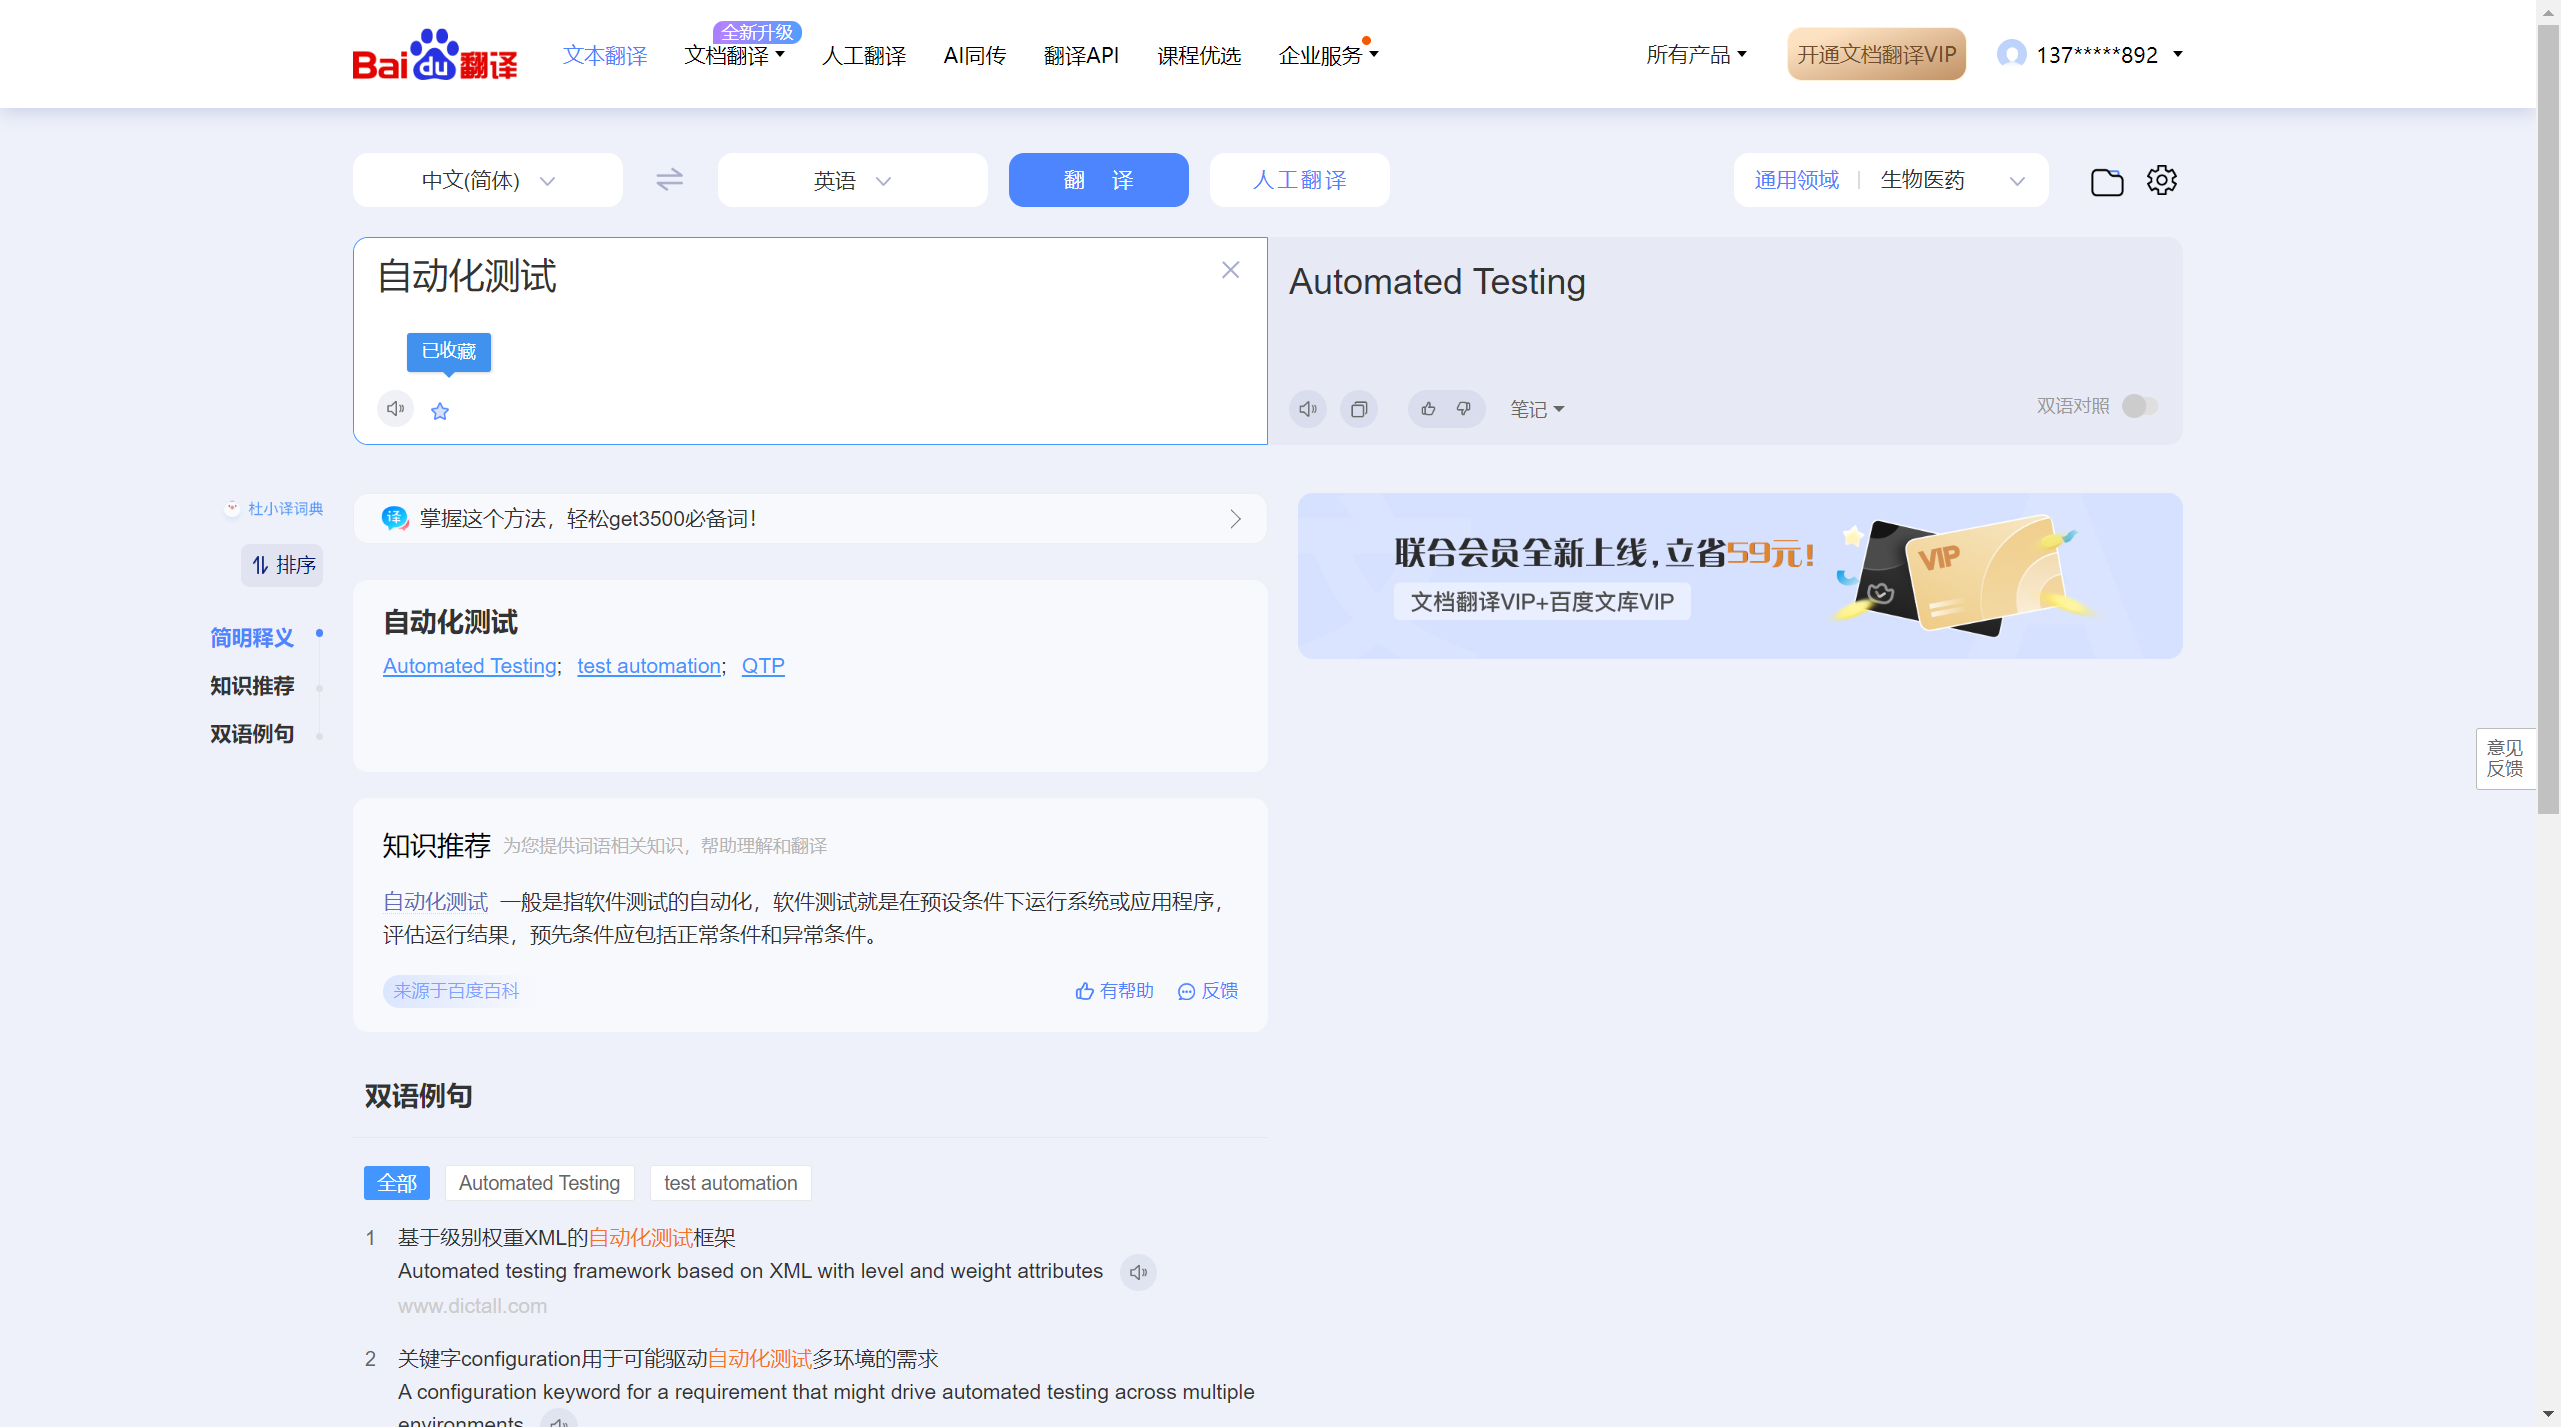 Baidu翻译
文本翻译
文档翻译
全新升级
人工翻译
AI同传
翻译API
课程优选
企业服务
所有产品
开通文档翻译VIP
137*****892
中文(简体)
英语
翻 译
人工翻译
通用领域
生物医药
自动化测试
已收藏
Automated Testing
笔记
双语对照
杜小译词典
排序
简明释义
知识推荐
双语例句
译 掌握这个方法，轻松get3500必备词！
联合会员全新上线,立省59元!
文档翻译VIP+百度文库VIP
VIP
自动化测试
Automated Testing; test automation; QTP
意见
反馈
知识推荐 为您提供词语相关知识，帮助理解和翻译
自动化测试 一般是指软件测试的自动化，软件测试就是在预设条件下运行系统或应用程序，
评估运行结果，预先条件应包括正常条件和异常条件。
来源于百度百科
有帮助
反馈
双语例句
全部
Automated Testing
test automation
1 基于级别权重XML的自动化测试框架
Automated testing framework based on XML with level and weight attributes
www.dictall.com
2 关键字configuration用于可能驱动自动化测试多环境的需求
A configuration keyword for a requirement that might drive automated testing across multiple
environments